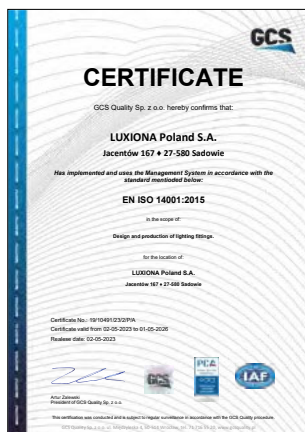 GCS
CERTIFICATE
GCS Quality Sp. z o.o. hereby confirms that:
LUXIONA Poland S.A.
Jacentów 167 ♦ 27-580 Sadowie
Has implemented and uses the Management System in accordance with the
standard mentioded below:
EN ISO 14001:2015
in the scope of:
Design and production of lighting fittings.
for the location of:
LUXIONA Poland S.A.
Jacentów 167 ♦ 27-580 Sadowie
Certificate No.: 19/10491/23/2/P/A
Certificate valid from 02-05-2023 to 01-05-2026
Realese date: 02-05-2023
GCS
PCA
IAF
Artur Zalewski
President of GCS Quality Sp. z o.o.
This certification was conducted and is subject to regular surveillance in accordance with the GCS Quality procedure.